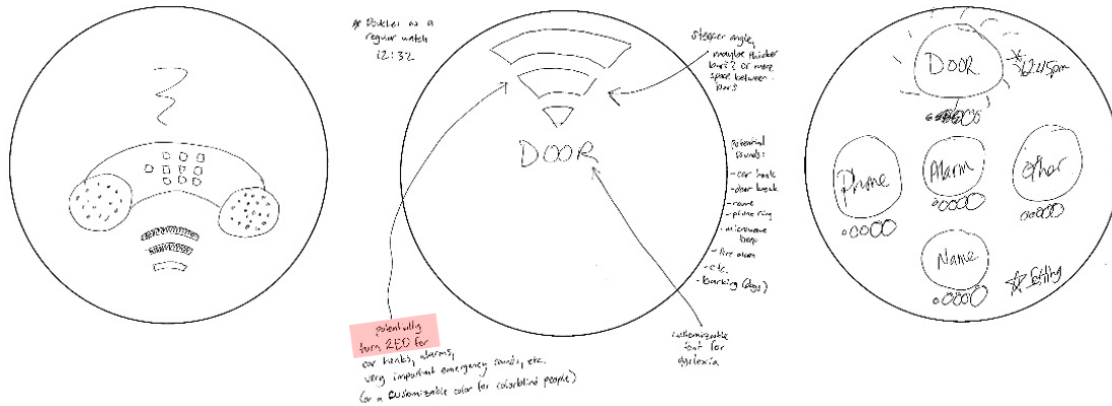 * Doubles as a
regular watch
12:32
steeper angle,
maybe thicker
bars? or more
space between
bars
DOOR
potential
sounds:
- car honk
- door knock
- name
- phone ring
- microwave
beep
- fire alarm
- etc.
- barking (dogs)
potentially
turn RED for
car honks, alarms,
very important emergency sounds, etc.
(or a customizable color for colorblind people)
customizable
font for
dyslexia
DOOR
12:45pm
Phone
Alarm
Other
Name